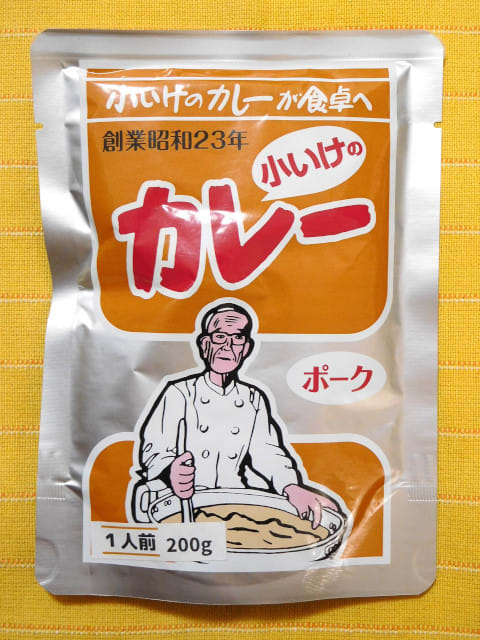 小いけのカレーが食卓へ
創業昭和23年
小いけの
カレー
ポーク
1人前 200g